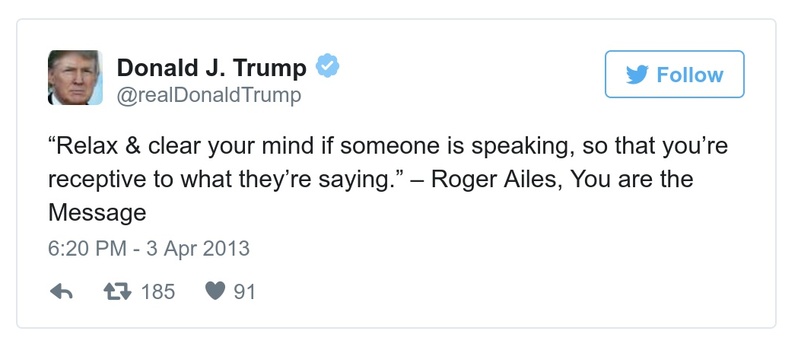 Donald J. Trump
@realDonaldTrump
Follow
“Relax & clear your mind if someone is speaking, so that you’re
receptive to what they’re saying.” – Roger Ailes, You are the
Message
6:20 PM - 3 Apr 2013
185 91